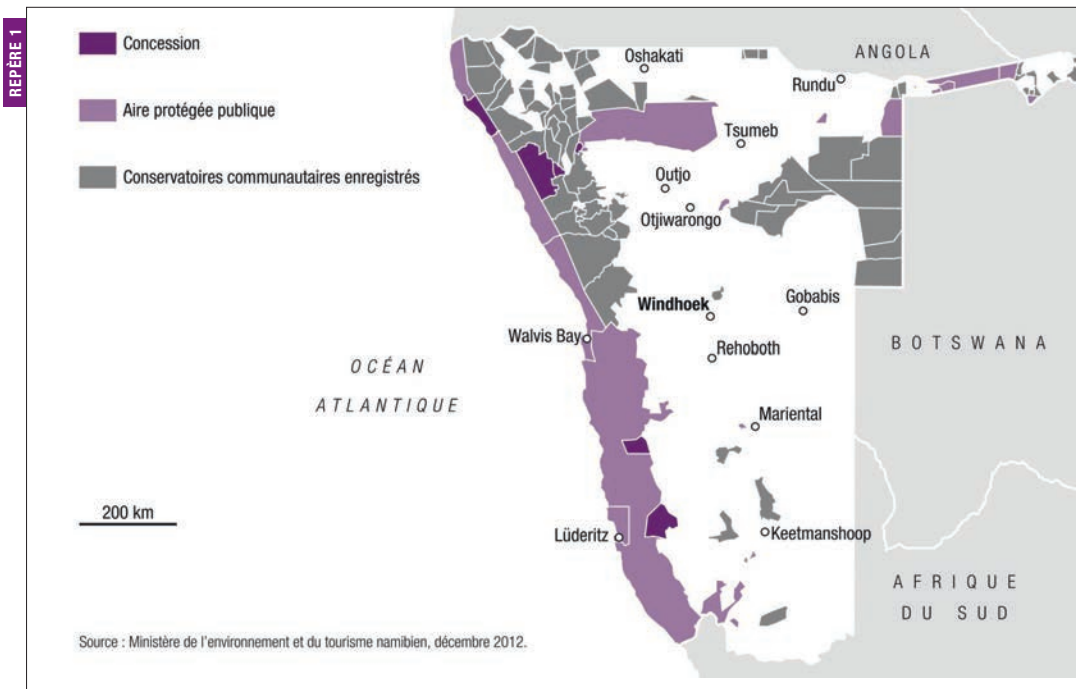 REPÈRE 1
Concession
Aire protégée publique
Conservatoires communautaires enregistrés
ANGOLA
Oshakati
Rundu
Tsumeb
Outjo
Otjiwarongo
Windhoek
Gobabis
Walvis Bay
Rehoboth
BOTSWANA
OCÉAN
ATLANTIQUE
Mariental
200 km
Lüderitz
Keetmanshoop
AFRIQUE
DU SUD
Source : Ministère de l'environnement et du tourisme namibien, décembre 2012.